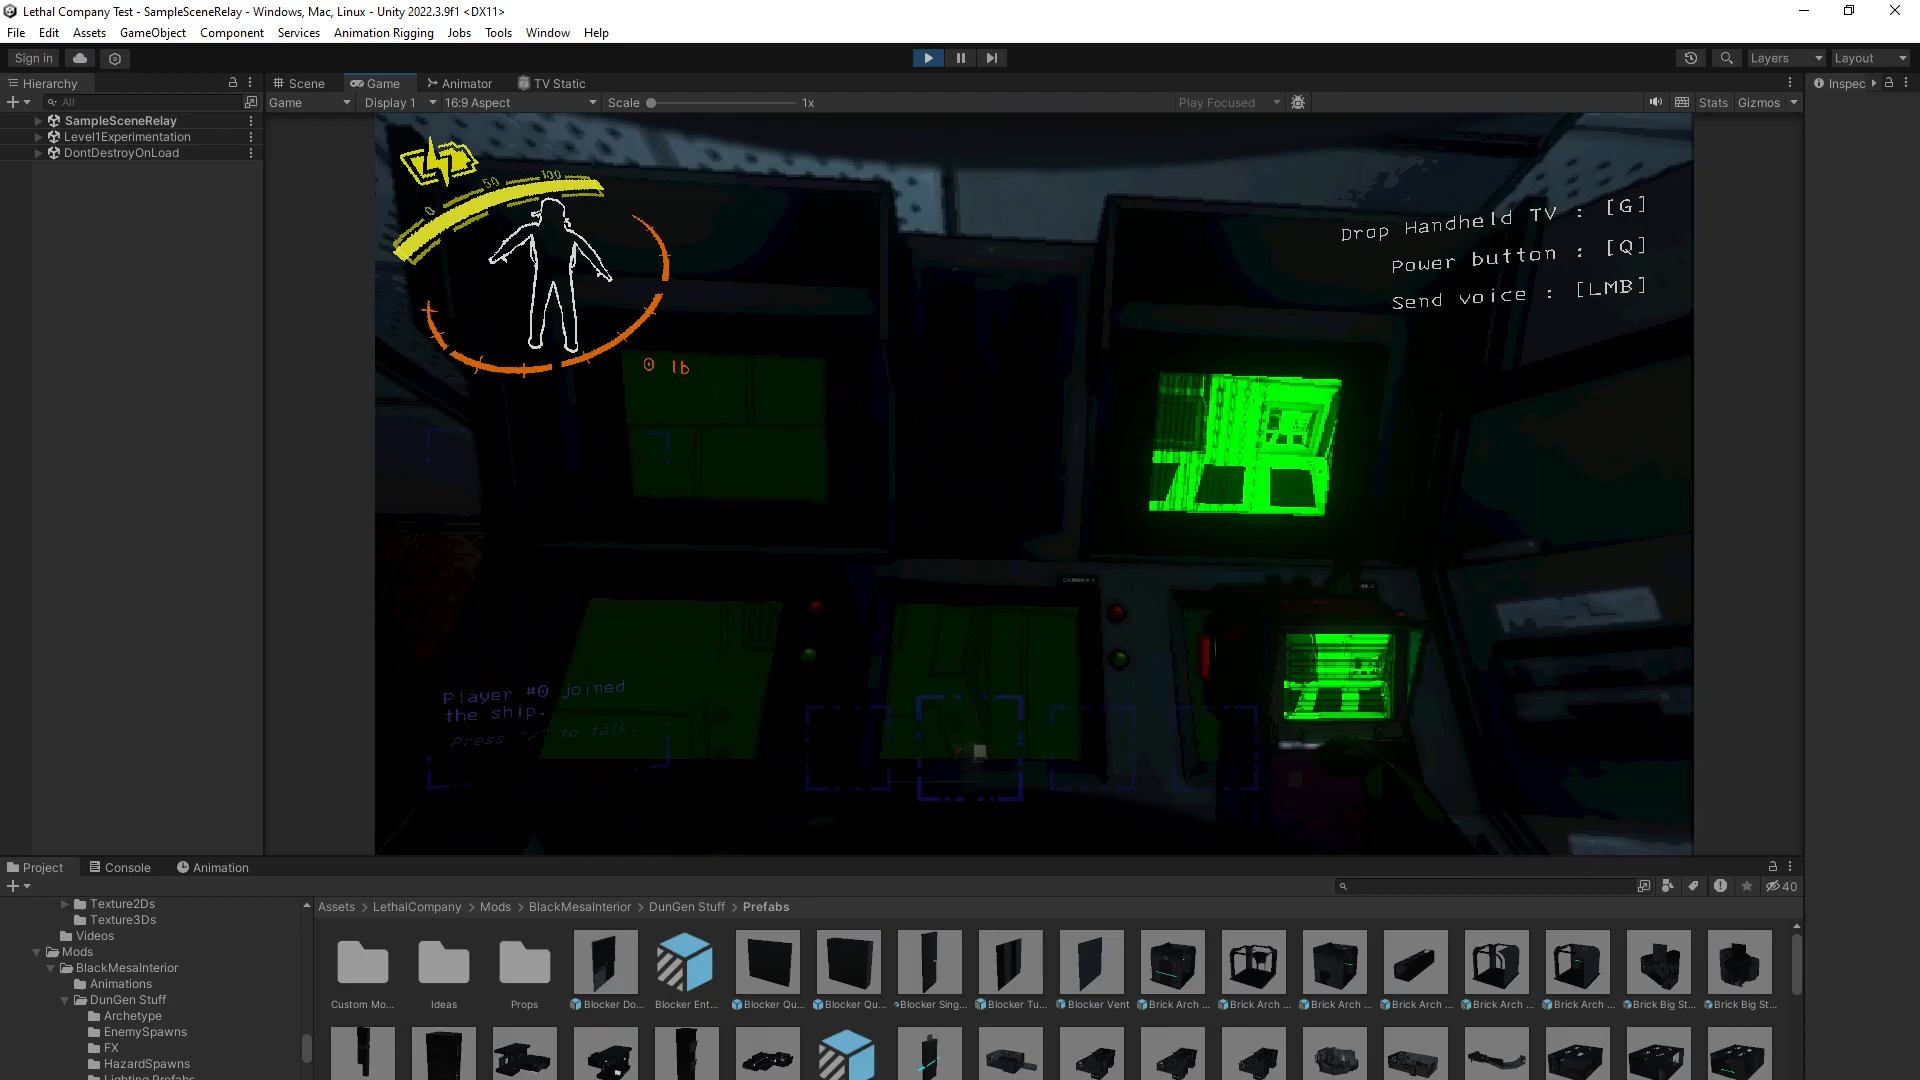 Lethal Company Test - SampleSceneRelay - Windows, Mac, Linux - Unity 2022.3.9f1 <DX11>
File Edit Assets GameObject Component Services Animation Rigging Jobs Tools Window Help
Sign in
Layers
Layout
Hierarchy
Scene
Game
Animator
TV Static
Inspec
All
Game
Display 1
16:9 Aspect
Scale
1x
Play Focused
Stats
Gizmos
SampleSceneRelay
Level1Experimentation
DontDestroyOnLoad
0 50 100
0 lb
Drop Handheld TV : [G]
Power button : [Q]
Send voice : [LMB]
Player #0 joined
the ship.
Press "/" to talk.
Project
Console
Animation
40
Texture2Ds
Texture3Ds
Videos
Mods
BlackMesaInterior
Animations
DunGen Stuff
Archetype
EnemySpawns
FX
HazardSpawns
Lighting Prefabs
Assets > LethalCompany > Mods > BlackMesaInterior > DunGen Stuff > Prefabs
Custom Mo...
Ideas
Props
Blocker Do...
Blocker Ent...
Blocker Qu...
Blocker Qu...
Blocker Sing...
Blocker Tu...
Blocker Vent
Brick Arch ...
Brick Arch ...
Brick Arch ...
Brick Arch ...
Brick Arch ...
Brick Arch ...
Brick Big St...
Brick Big St...